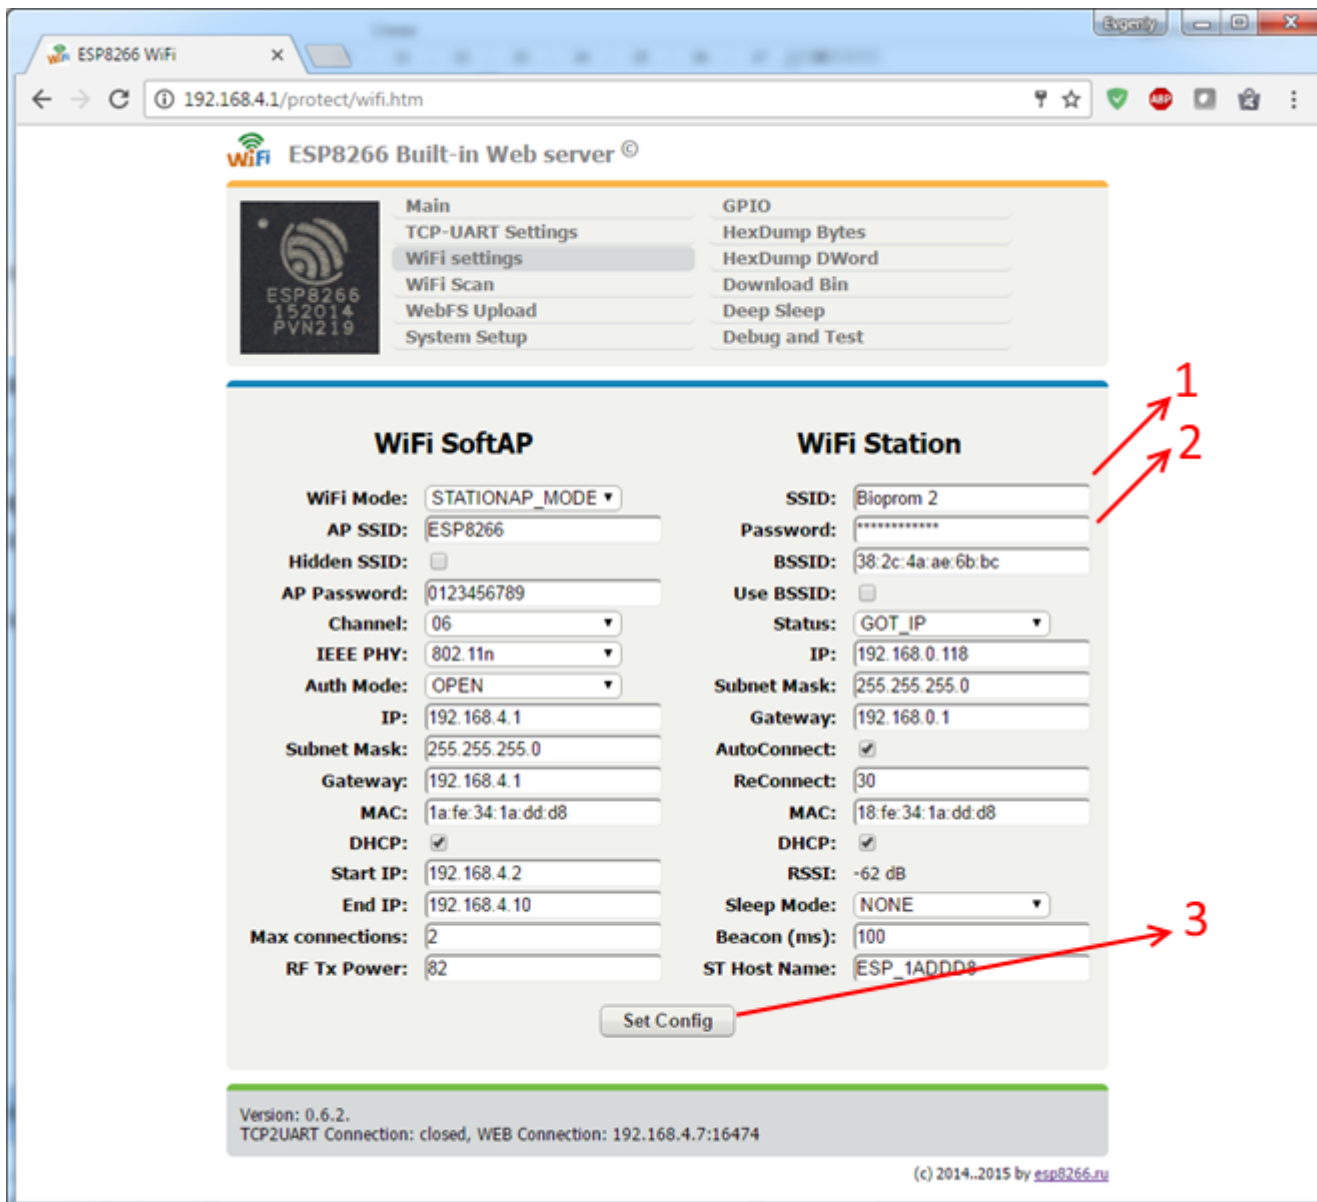 Evgeniy
ESP8266 WiFi
192.168.4.1/protect/wifi.htm
ABP
WiFi ESP8266 Built-in Web server ©
Main GPIO
TCP-UART Settings HexDump Bytes
WiFi settings HexDump DWord
WiFi Scan Download Bin
WebFS Upload Deep Sleep
System Setup Debug and Test
ESP8266
152014
PVN219
1
2
WiFi SoftAP WiFi Station
WiFi Mode: STATIONAP_MODE SSID: Bioprom 2
AP SSID: ESP8266 Password: ************
Hidden SSID: BSSID: 38:2c:4a:ae:6b:bc
AP Password: 0123456789 Use BSSID:
Channel: 06 Status: GOT_IP
IEEE PHY: 802.11n IP: 192.168.0.118
Auth Mode: OPEN Subnet Mask: 255.255.255.0
IP: 192.168.4.1 Gateway: 192.168.0.1
Subnet Mask: 255.255.255.0 AutoConnect:
Gateway: 192.168.4.1 ReConnect: 30
MAC: 1a:fe:34:1a:dd:d8 MAC: 18:fe:34:1a:dd:d8
DHCP: DHCP:
Start IP: 192.168.4.2 RSSI: -62 dB
End IP: 192.168.4.10 Sleep Mode: NONE
Max connections: 2 Beacon (ms): 100
RF Tx Power: 82 ST Host Name: ESP_1ADDD8
3
Set Config
Version: 0.6.2.
TCP2UART Connection: closed, WEB Connection: 192.168.4.7:16474
(c) 2014..2015 by esp8266.ru